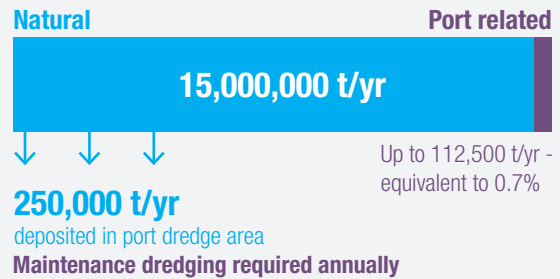 Natural
Port related
15,000,000 t/yr
Up to 112,500 t/yr -
equivalent to 0.7%
250,000 t/yr
deposited in port dredge area
Maintenance dredging required annually